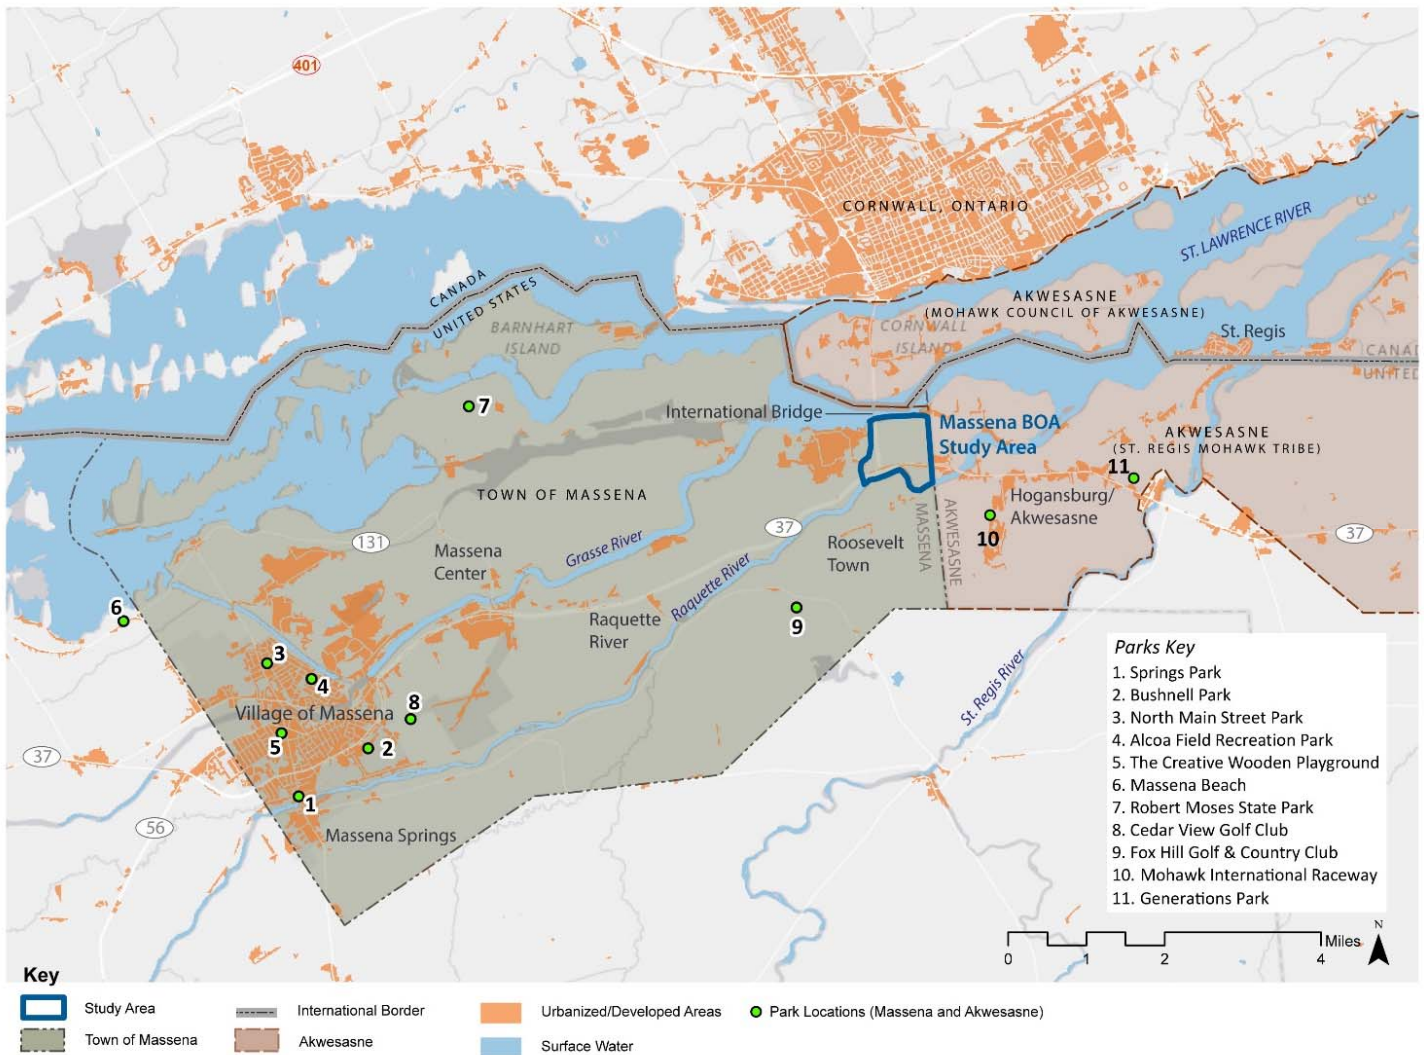 401
CORNWALL, ONTARIO
ST. LAWRENCE RIVER
CANADA
UNITED STATES
BARNHART
ISLAND
AKWESASNE
(MOHAWK COUNCIL OF AKWESASNE)
CORNWALL
ISLAND
St. Regis
CANAD
UNITED
7
International Bridge
Massena BOA
Study Area
AKWESASNE
(ST. REGIS MOHAWK TRIBE)
11
TOWN OF MASSENA
Hogansburg/
Akwesasne
10
MASSENA
AKWESASNE
37
37
131
Massena
Center
Grasse River
Roosevelt
Town
Raquette River
6
9
Raquette
River
3
4
St. Regis River
8
Village of Massena
5
2
37
1
56
Massena Springs
Parks Key
1. Springs Park
2. Bushnell Park
3. North Main Street Park
4. Alcoa Field Recreation Park
5. The Creative Wooden Playground
6. Massena Beach
7. Robert Moses State Park
8. Cedar View Golf Club
9. Fox Hill Golf & Country Club
10. Mohawk International Raceway
11. Generations Park
N
Miles
0 1 2 4
Key
Study Area
International Border
Urbanized/Developed Areas
Park Locations (Massena and Akwesasne)
Town of Massena
Akwesasne
Surface Water